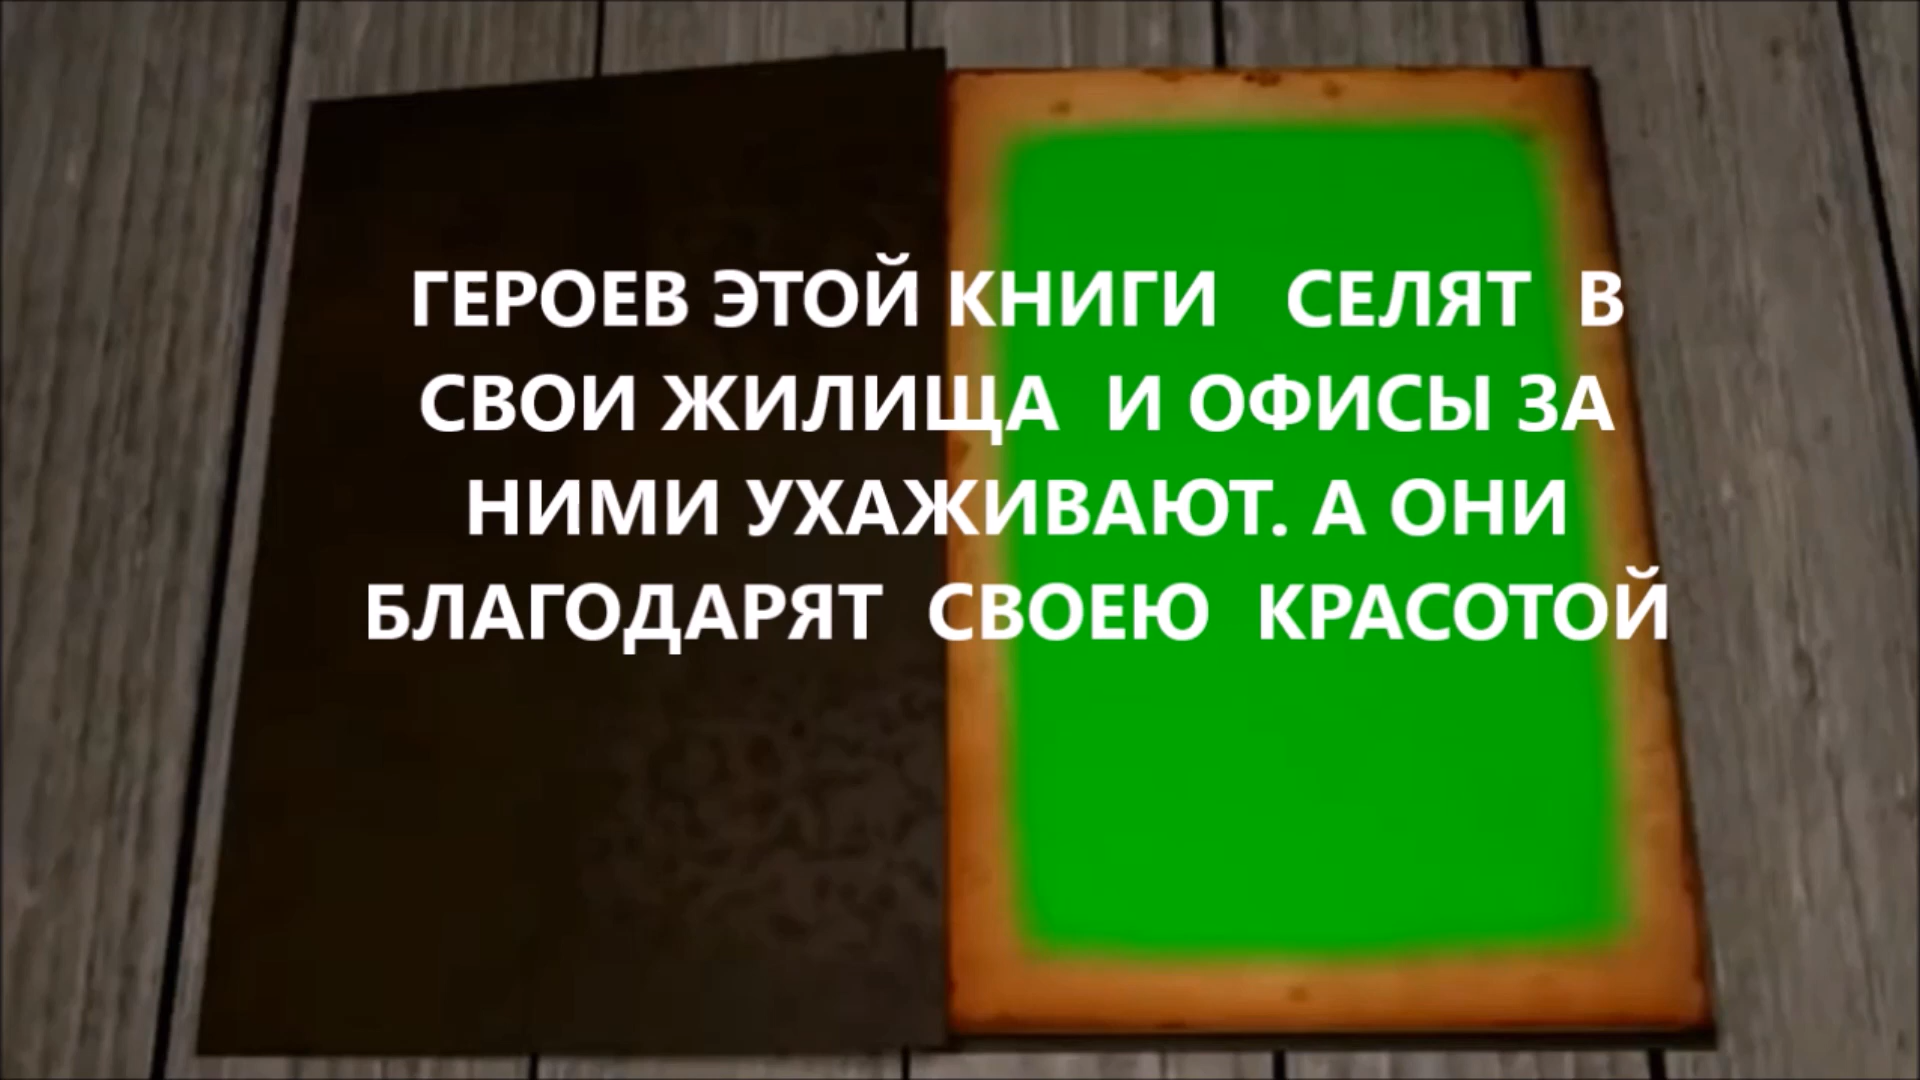 ГЕРОЕВ ЭТОЙ КНИГИ СЕЛЯТ В
СВОИ ЖИЛИЩА И ОФИСЫ ЗА
НИМИ УХАЖИВАЮТ. А ОНИ
БЛАГОДАРЯТ СВОЕЮ КРАСОТОЙ